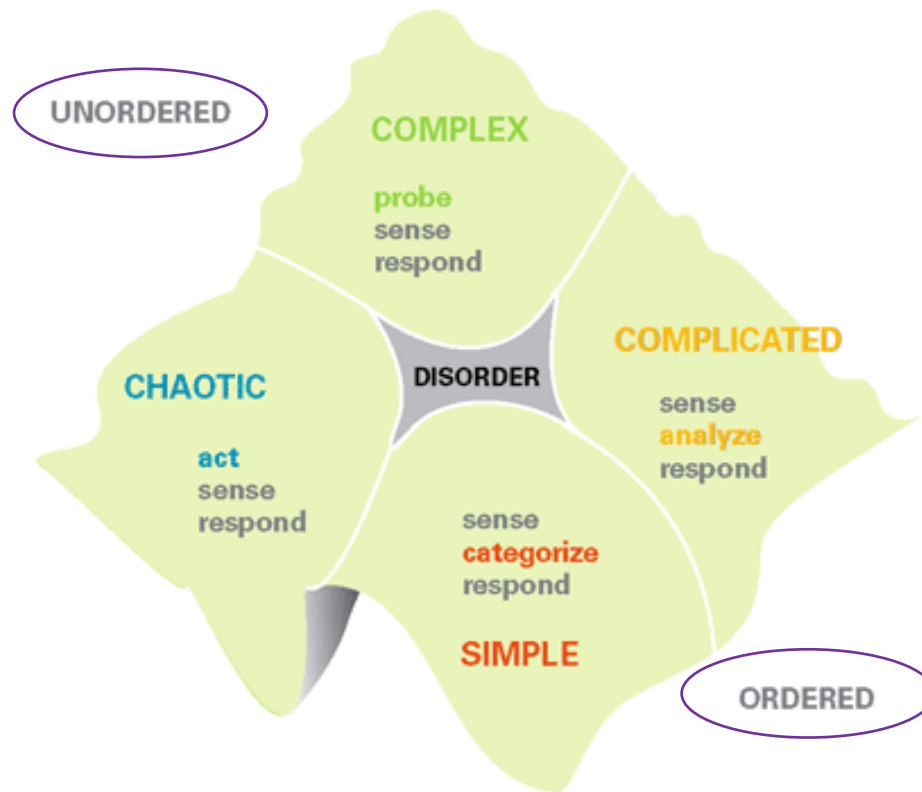 UNORDERED
COMPLEX
probe
sense
respond
CHAOTIC
act
sense
respond
DISORDER
COMPLICATED
sense
analyze
respond
sense
categorize
respond
SIMPLE
ORDERED